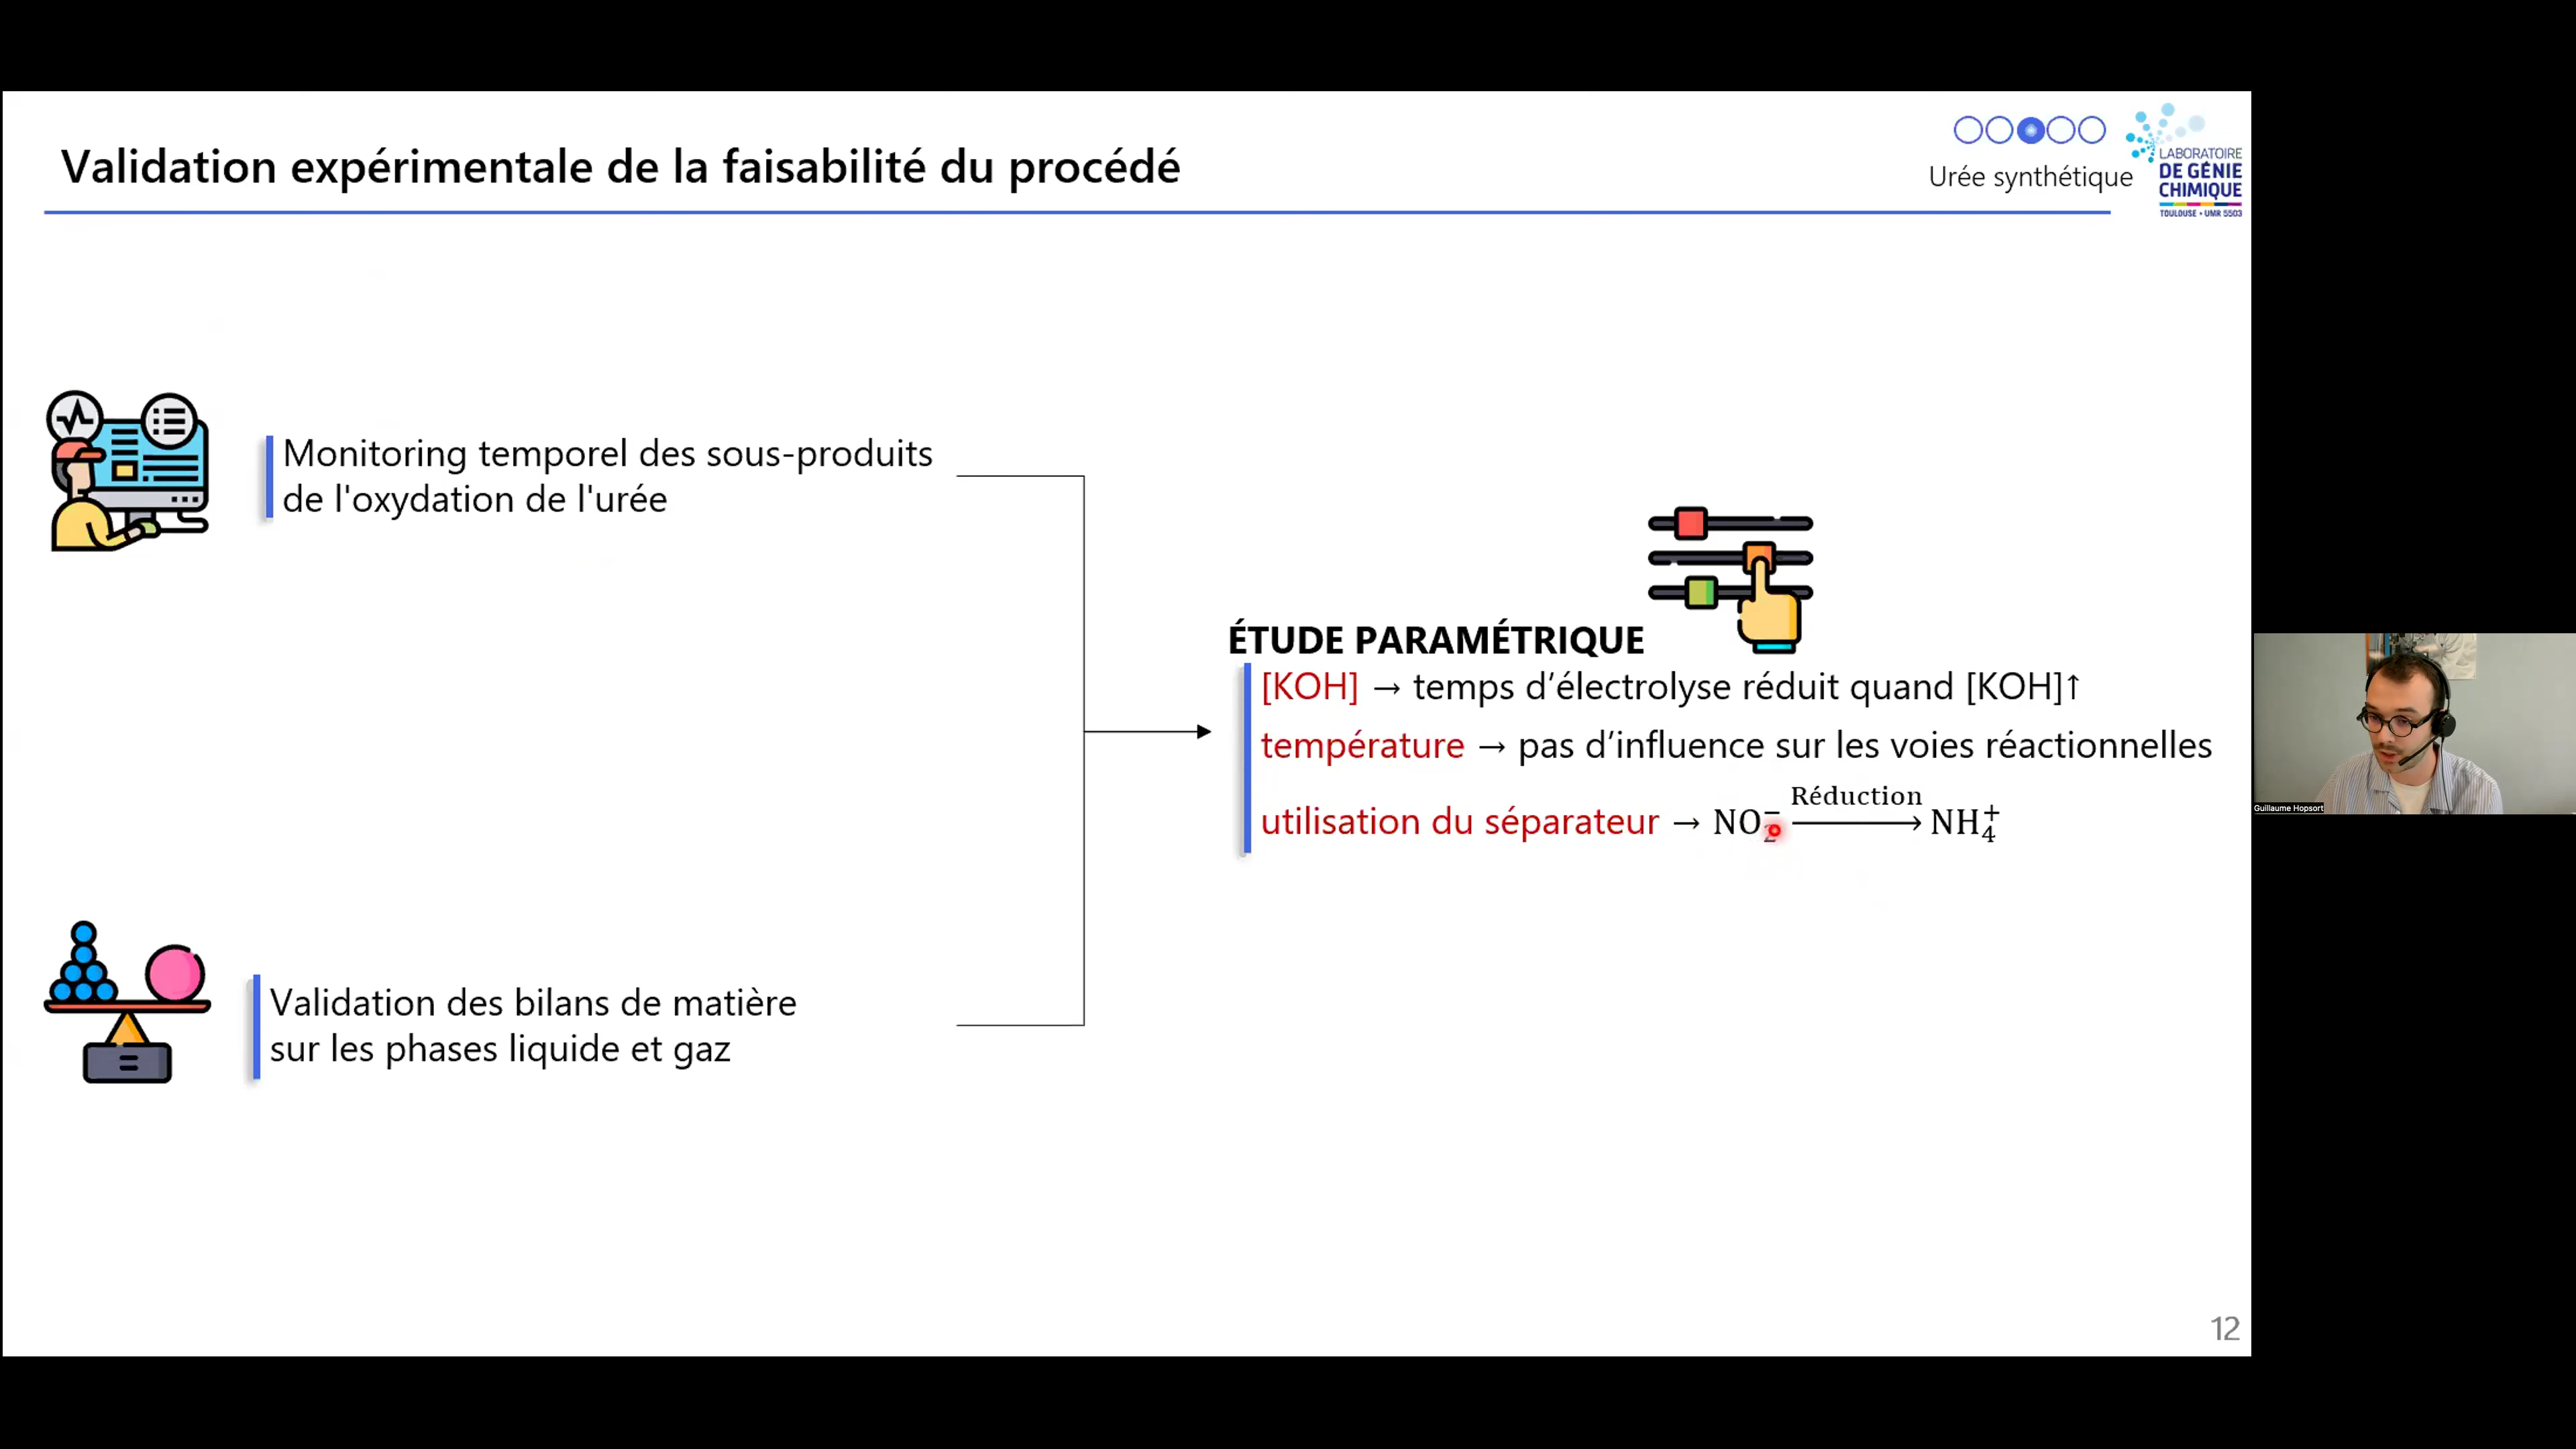 Validation expérimentale de la faisabilité du procédé
Urée synthétique
LABORATOIRE
DE GÉNIE
CHIMIQUE
TOULOUSE • UMR 5503
Monitoring temporel des sous-produits
de l'oxydation de l'urée
Validation des bilans de matière
sur les phases liquide et gaz
ÉTUDE PARAMÉTRIQUE
[KOH] → temps d’électrolyse réduit quand [KOH]↑
température → pas d’influence sur les voies réactionnelles
Réduction
utilisation du séparateur → NO₂⁻ ⟶ NH₄⁺
Guillaume Hopsort
12